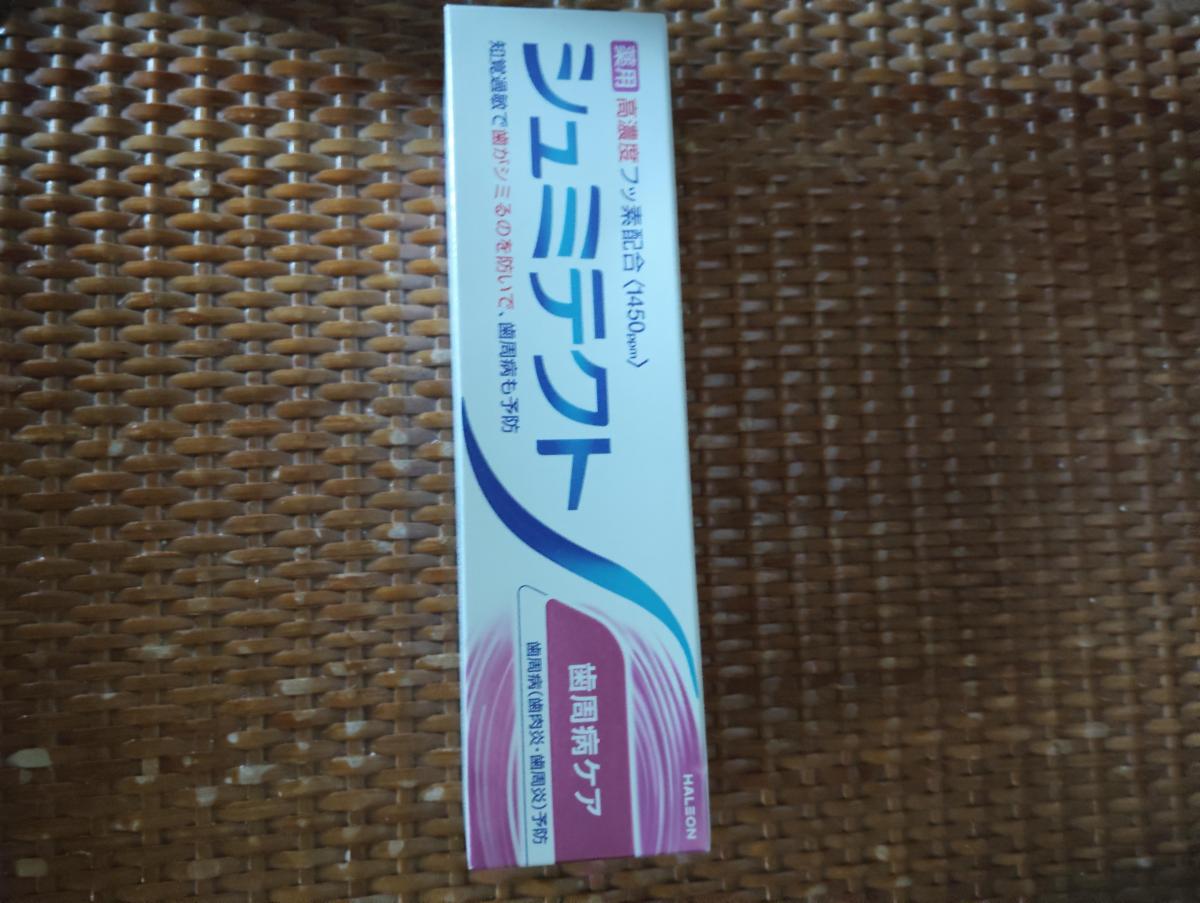 薬用 高濃度フッ素配合〈1450ppm〉
シュミテクト
知覚過敏で歯がシミるのを防いで、歯周病も予防
歯周病ケア
歯周病(歯肉炎・歯周炎)予防
HALEON